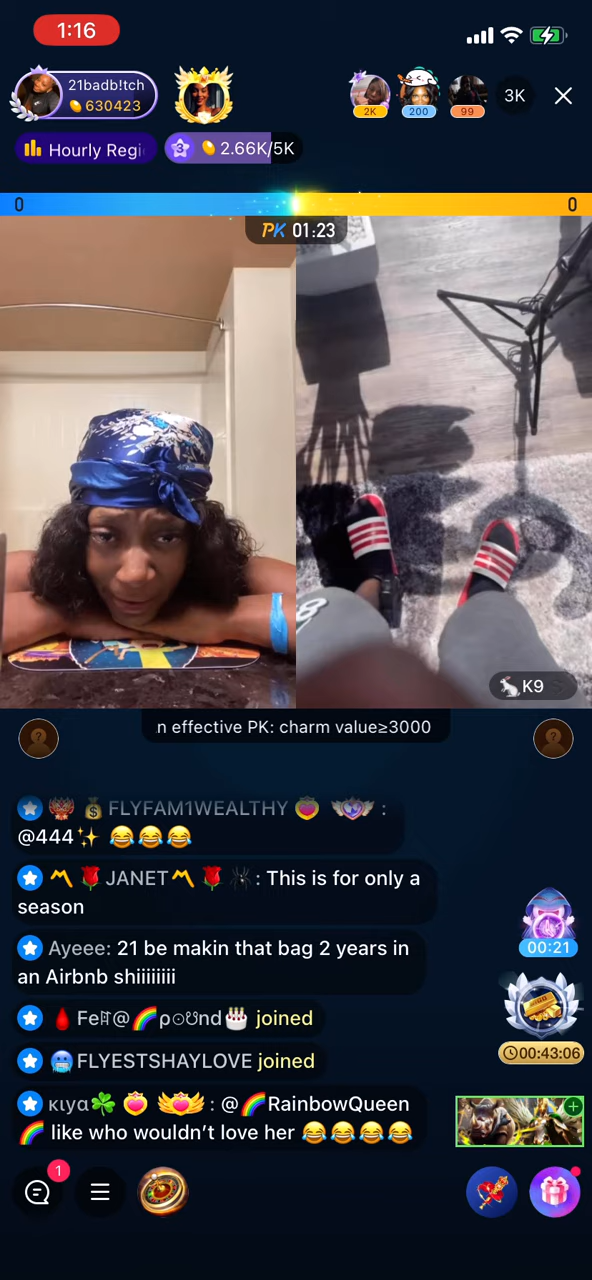 1:16
21badb!tch
630423
2K
200
99
3K
Hourly Regi
3
2.66K/5K
0
0
PK 01:23
🐇K9
n effective PK: charm value≥3000
💰 FLYFAM1WEALTHY :
@444✨ 😂😂😂
〽️🌹JANET〽️🌹🕷️: This is for only a
season
Ayeee: 21 be makin that bag 2 years in
an Airbnb shiiiiiiii
00:21
🌈 🎂 joined
🥶FLYESTSHAYLOVE joined
00:43:06
κιyα☘️ : @🌈RainbowQueen
🌈 like who wouldn't love her 😂😂😂😂
1